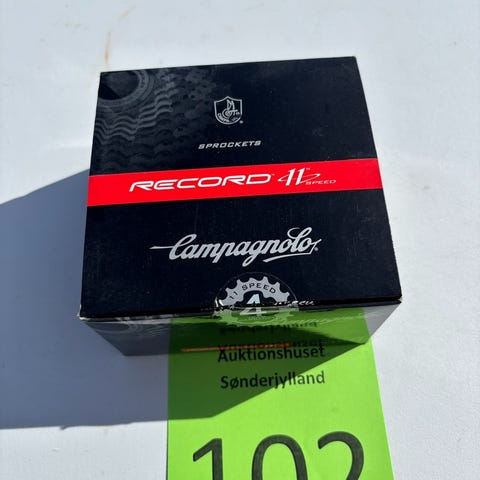 SPROCKETS
RECORD 11 SPEED
Campagnolo
11 SPEED
4
Auktionshuset
Sønderjylland
102